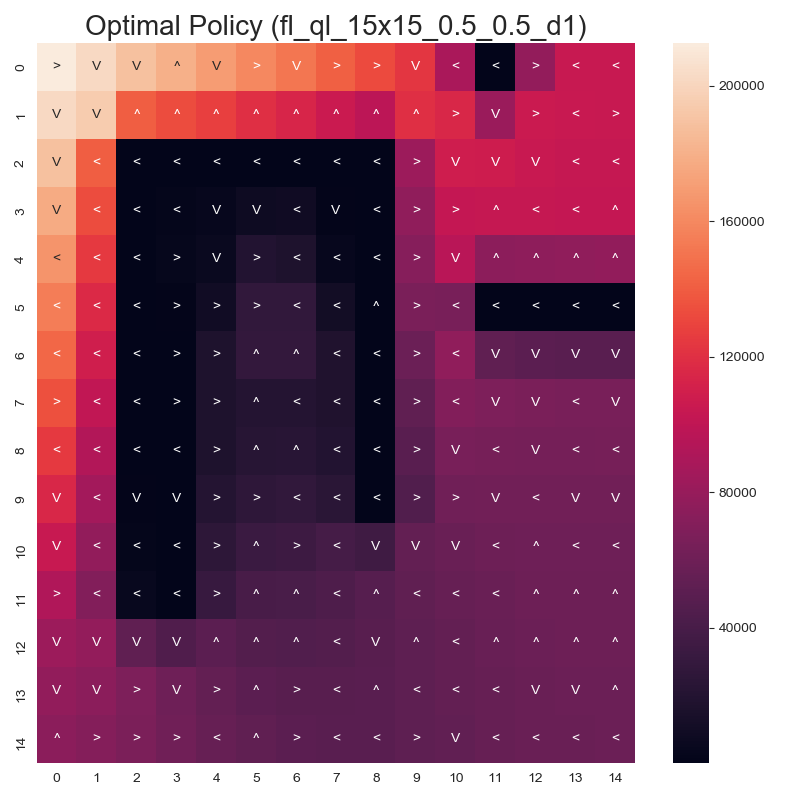 Optimal Policy (fl_ql_15x15_0.5_0.5_d1)
0 > V V ^ V > V > > V < < > < <
1 V V ^ ^ ^ ^ ^ ^ ^ ^ > V > < >
2 V < < < < < < < < > V V V < <
3 V < < < V V < V < > > ^ < < ^
4 < < < > V > < < < > V ^ ^ ^ ^
5 < < < > > > < < ^ > < < < < <
6 < < < > > ^ ^ < < > < V V V V
7 > < < > > ^ < < < > < V V < V
8 < < < < > ^ ^ < < > V < V < <
9 V < V V > > < < < > > V < V V
10 V < < < > ^ > < V V V < ^ < <
11 > < < < > ^ ^ < ^ < < < ^ ^ ^
12 V V V V ^ ^ ^ < V ^ < ^ ^ ^ ^
13 V V > V > ^ > < ^ < < < V V ^
14 ^ > > > < ^ > < < > V < < < <
0 1 2 3 4 5 6 7 8 9 10 11 12 13 14
200000
160000
120000
80000
40000